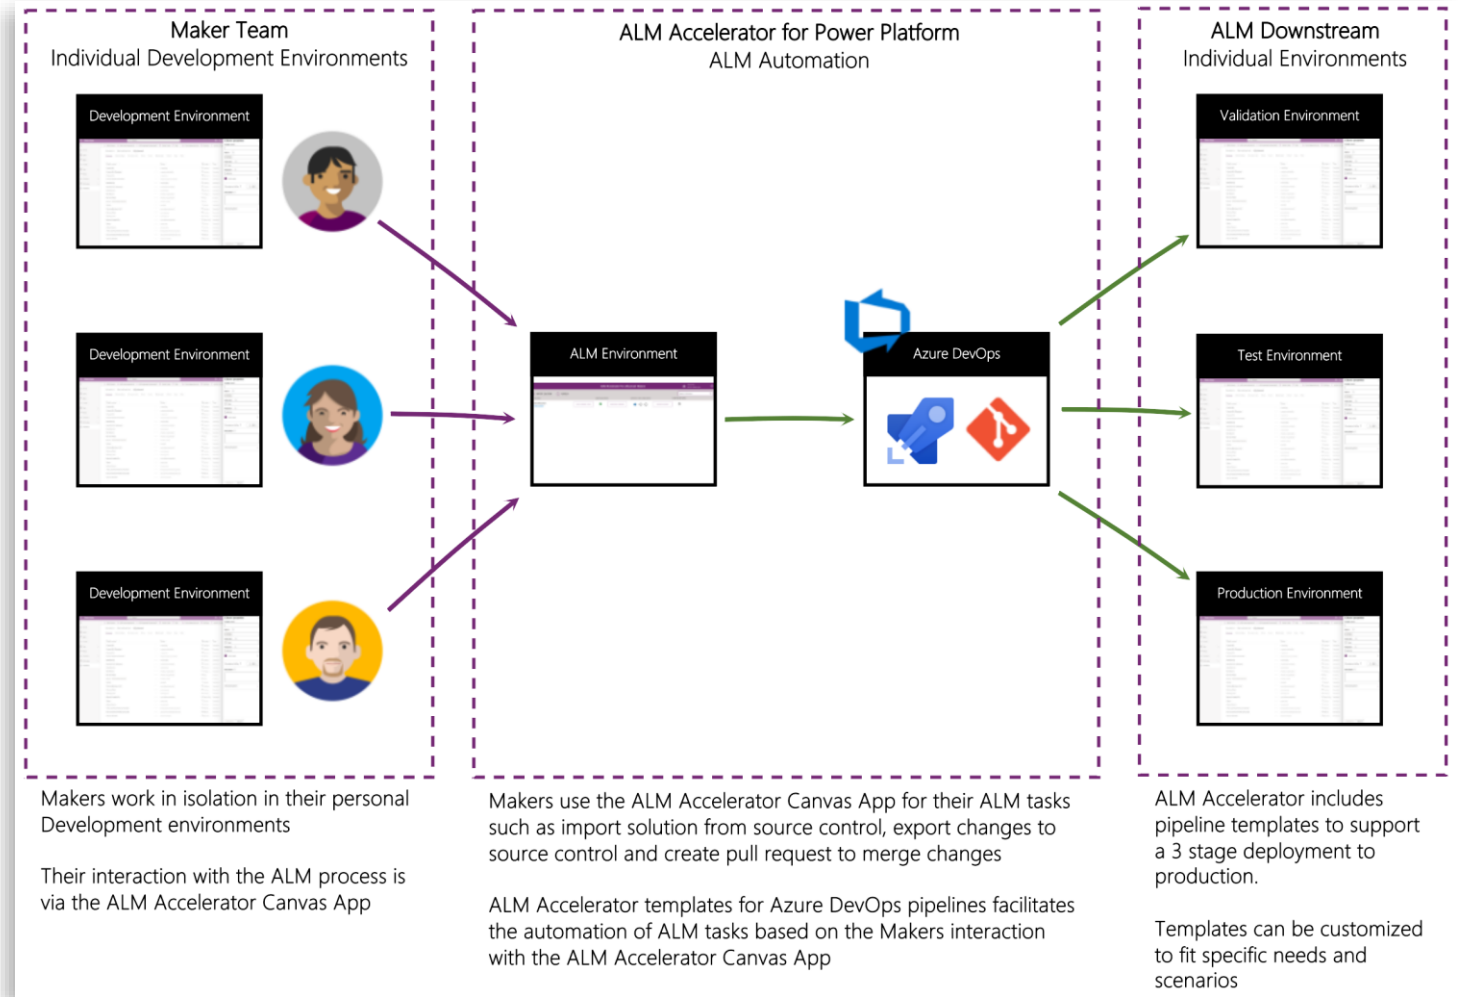 Maker Team
Individual Development Environments
Development Environment
Development Environment
Development Environment
Makers work in isolation in their personal
Development environments
Their interaction with the ALM process is
via the ALM Accelerator Canvas App
ALM Accelerator for Power Platform
ALM Automation
ALM Environment
Azure DevOps
Makers use the ALM Accelerator Canvas App for their ALM tasks
such as import solution from source control, export changes to
source control and create pull request to merge changes
ALM Accelerator templates for Azure DevOps pipelines facilitates
the automation of ALM tasks based on the Makers interaction
with the ALM Accelerator Canvas App
ALM Downstream
Individual Environments
Validation Environment
Test Environment
Production Environment
ALM Accelerator includes
pipeline templates to support
a 3 stage deployment to
production.
Templates can be customized
to fit specific needs and
scenarios